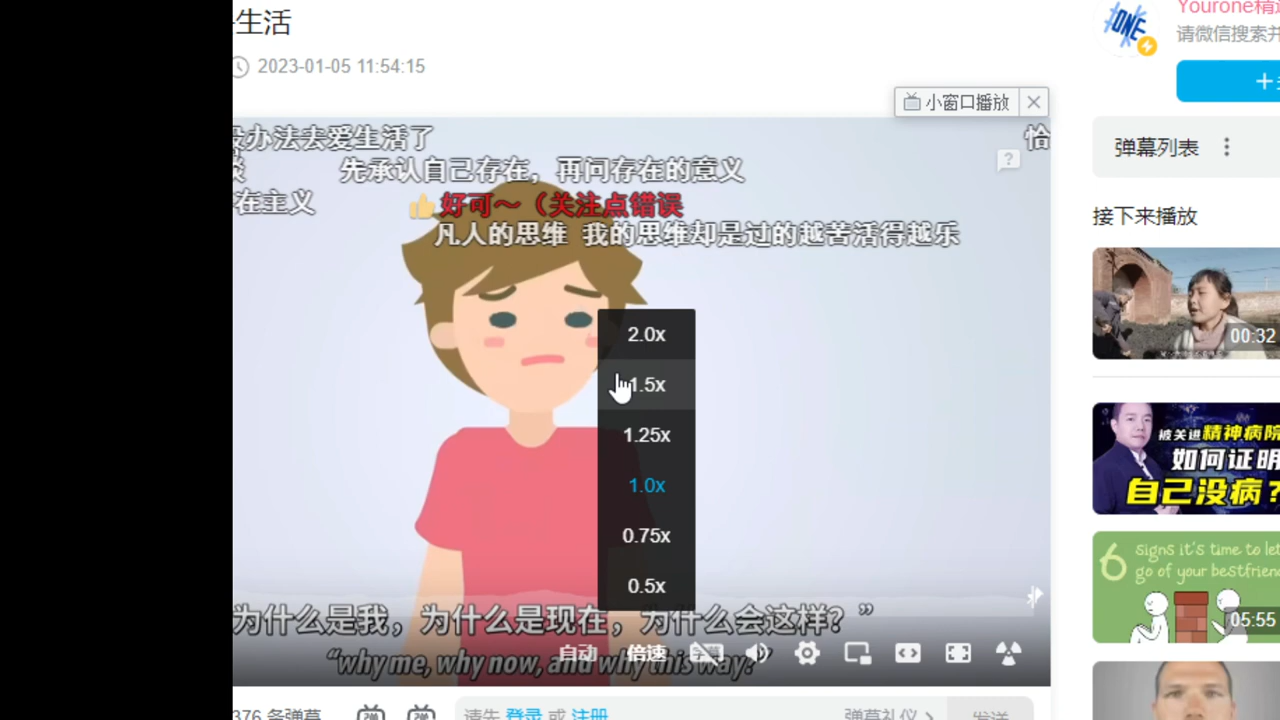 生活
2023-01-05 11:54:15
小窗口播放
没办法去爱生活了
恰
先承认自己存在，再问存在的意义
在主义
👍好可～（关注点错误
凡人的思维 我的思维却是过的越苦活得越乐
2.0x
1.5x
1.25x
1.0x
0.75x
0.5x
为什么是我，为什么是现在，为什么会这样？”
“why me, why now, and why this way?”
自动
倍速
376 条弹幕
弹
弹
请先 登录 或 注册
弹幕礼仪 >
发送
ONE
Yourone精
请微信搜索并
+
弹幕列表
接下来播放
00:32
被关进精神病院
如何证明
自己没病？
6 signs it's time to let
go of your bestfrien
05:55